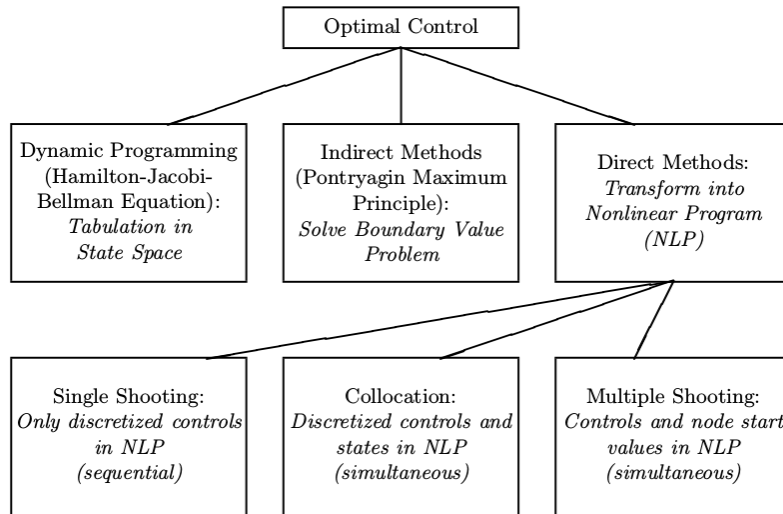 Optimal Control
Dynamic Programming
(Hamilton-Jacobi-
Bellman Equation):
Tabulation in
State Space
Indirect Methods
(Pontryagin Maximum
Principle):
Solve Boundary Value
Problem
Direct Methods:
Transform into
Nonlinear Program
(NLP)
Single Shooting:
Only discretized controls
in NLP
(sequential)
Collocation:
Discretized controls and
states in NLP
(simultaneous)
Multiple Shooting:
Controls and node start
values in NLP
(simultaneous)